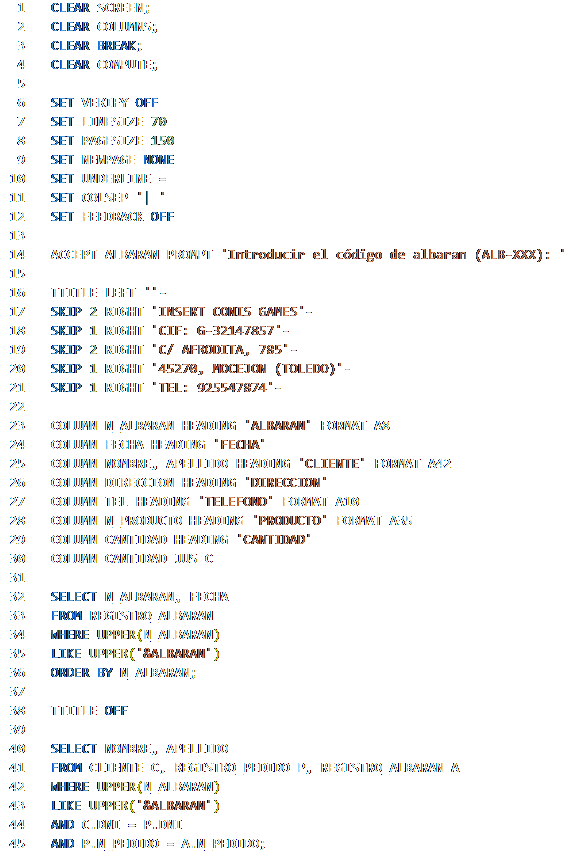 1 CLEAR SCREEN;
2 CLEAR COLUMNS;
3 CLEAR BREAK;
4 CLEAR COMPUTE;
5
6 SET VERIFY OFF
7 SET LINESIZE 70
8 SET PAGESIZE 150
9 SET NEWPAGE NONE
10 SET UNDERLINE =
11 SET COLSEP "| "
12 SET FEEDBACK OFF
13
14 ACCEPT ALBARAN PROMPT 'Introducir el código de albaran (ALB-XXX): '
15
16 TTITLE LEFT ""-
17 SKIP 2 RIGHT 'INSERT COMIS GAMES'-
18 SKIP 1 RIGHT 'CIF: G-32147857'-
19 SKIP 2 RIGHT 'C/ AFRODITA, 785'-
20 SKIP 1 RIGHT '45270, MOCEJON (TOLEDO)'-
21 SKIP 1 RIGHT 'TEL: 925547874'-
22
23 COLUMN N_ALBARAN HEADING 'ALBARAN' FORMAT A8
24 COLUMN FECHA HEADING 'FECHA'
25 COLUMN NOMBRE, APELLIDO HEADING 'CLIENTE' FORMAT A42
26 COLUMN DIRECCION HEADING 'DIRECCION'
27 COLUMN TEL HEADING 'TELEFONO' FORMAT A10
28 COLUMN N_PRODUCTO HEADING 'PRODUCTO' FORMAT A35
29 COLUMN CANTIDAD HEADING 'CANTIDAD'
30 COLUMN CANTIDAD JUS C
31
32 SELECT N_ALBARAN, FECHA
33 FROM REGISTRO_ALBARAN
34 WHERE UPPER(N_ALBARAN)
35 LIKE UPPER('&ALBARAN')
36 ORDER BY N_ALBARAN;
37
38 TTITLE OFF
39
40 SELECT NOMBRE, APELLIDO
41 FROM CLIENTE C, REGISTRO_PEDIDO P, REGISTRO_ALBARAN A
42 WHERE UPPER(N_ALBARAN)
43 LIKE UPPER('&ALBARAN')
44 AND C.DNI = P.DNI
45 AND P.N_PEDIDO = A.N_PEDIDO;